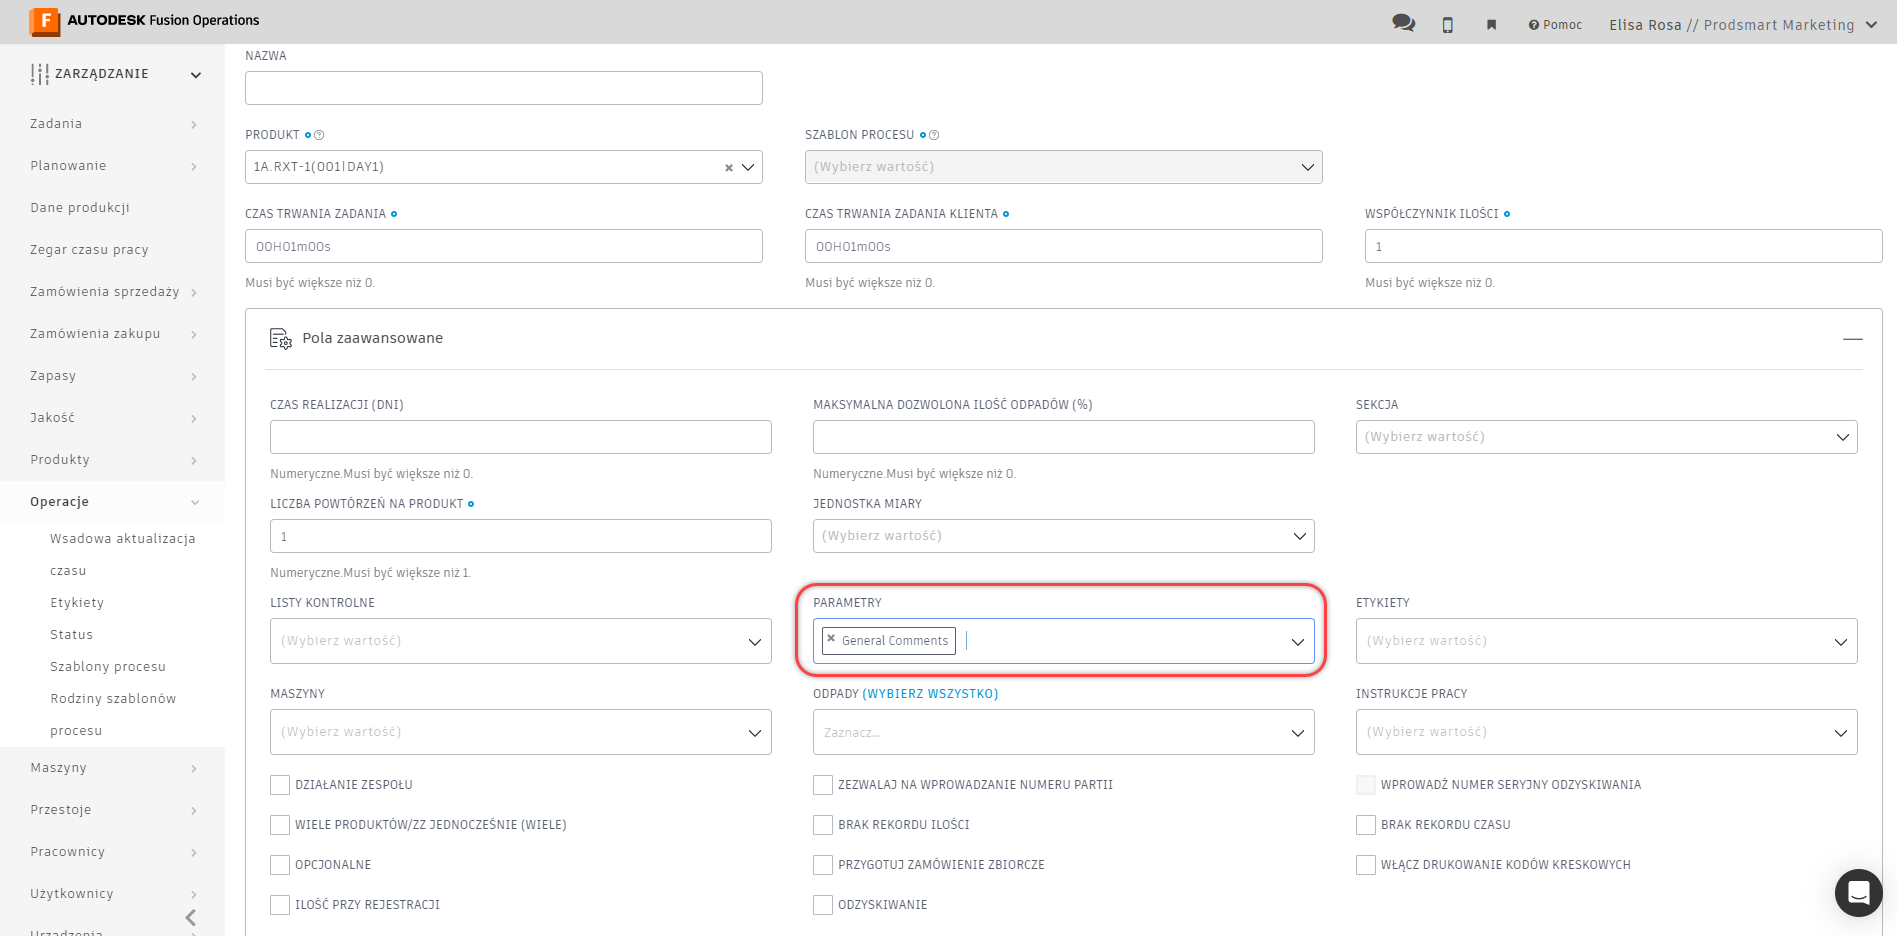 AUTODESK Fusion Operations
Pomoc
Elisa Rosa // Prodsmart Marketing
ZARZĄDZANIE
Zadania
Planowanie
Dane produkcji
Zegar czasu pracy
Zamówienia sprzedaży
Zamówienia zakupu
Zapasy
Jakość
Produkty
Operacje
Wsadowa aktualizacja
czasu
Etykiety
Status
Szablony procesu
Rodziny szablonów
procesu
Maszyny
Przestoje
Pracownicy
Użytkownicy
Urządzenia
NAZWA
PRODUKT
SZABLON PROCESU
1A.RXT-1(001|DAY1)
(Wybierz wartość)
CZAS TRWANIA ZADANIA
CZAS TRWANIA ZADANIA KLIENTA
WSPÓŁCZYNNIK ILOŚCI
00H01m00s
00H01m00s
1
Musi być większe niż 0.
Musi być większe niż 0.
Musi być większe niż 0.
Pola zaawansowane
CZAS REALIZACJI (DNI)
MAKSYMALNA DOZWOLONA ILOŚĆ ODPADÓW (%)
SEKCJA
(Wybierz wartość)
Numeryczne.Musi być większe niż 0.
Numeryczne.Musi być większe niż 0.
LICZBA POWTÓRZEŃ NA PRODUKT
JEDNOSTKA MIARY
1
(Wybierz wartość)
Numeryczne.Musi być większe niż 1.
LISTY KONTROLNE
PARAMETRY
ETYKIETY
(Wybierz wartość)
General Comments
(Wybierz wartość)
MASZYNY
ODPADY (WYBIERZ WSZYSTKO)
INSTRUKCJE PRACY
(Wybierz wartość)
Zaznacz...
(Wybierz wartość)
DZIAŁANIE ZESPOŁU
ZEZWALAJ NA WPROWADZANIE NUMERU PARTII
WPROWADŹ NUMER SERYJNY ODZYSKIWANIA
WIELE PRODUKTÓW/ZZ JEDNOCZEŚNIE (WIELE)
BRAK REKORDU ILOŚCI
BRAK REKORDU CZASU
OPCJONALNE
PRZYGOTUJ ZAMÓWIENIE ZBIORCZE
WŁĄCZ DRUKOWANIE KODÓW KRESKOWYCH
ILOŚĆ PRZY REJESTRACJI
ODZYSKIWANIE